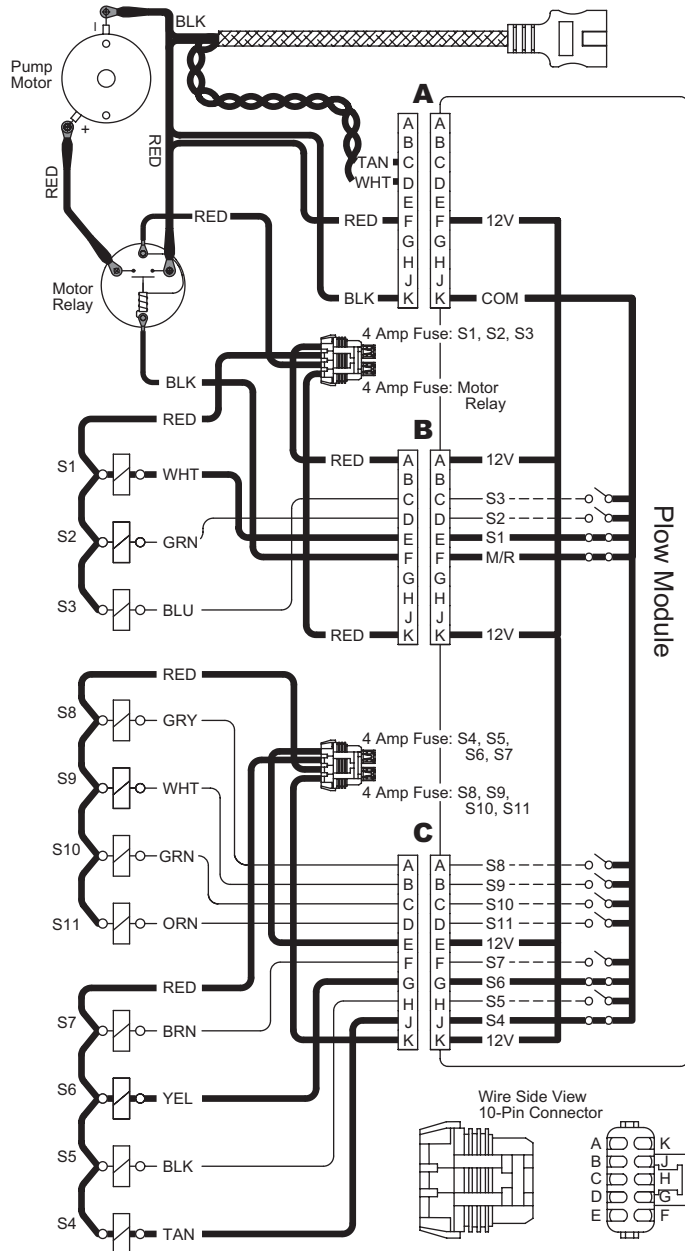 BLK
Pump
Motor
–
+
RED
RED
A
A A
B B
TAN C C
WHT D D
E E
RED F F 12V
G G
H H
J J
BLK K K COM
RED
Motor
Relay
4 Amp Fuse: S1, S2, S3
BLK
4 Amp Fuse: Motor
Relay
RED
B
RED A A 12V
S1 WHT
B B
C C S3
D D S2
S2 GRN
E E S1
F F M/R
G G
H H
S3 BLU
J J
RED K K 12V
Plow Module
RED
S8 GRY
4 Amp Fuse: S4, S5,
S6, S7
S9 WHT
4 Amp Fuse: S8, S9,
S10, S11
C
S10 GRN
A A S8
B B S9
C C S10
S11 ORN D D S11
E E 12V
F F S7
RED G G S6
H H S5
S7 BRN J J S4
K K 12V
S6 YEL
Wire Side View
10-Pin Connector
S5 BLK
A K
B J
C H
D G
E F
S4 TAN